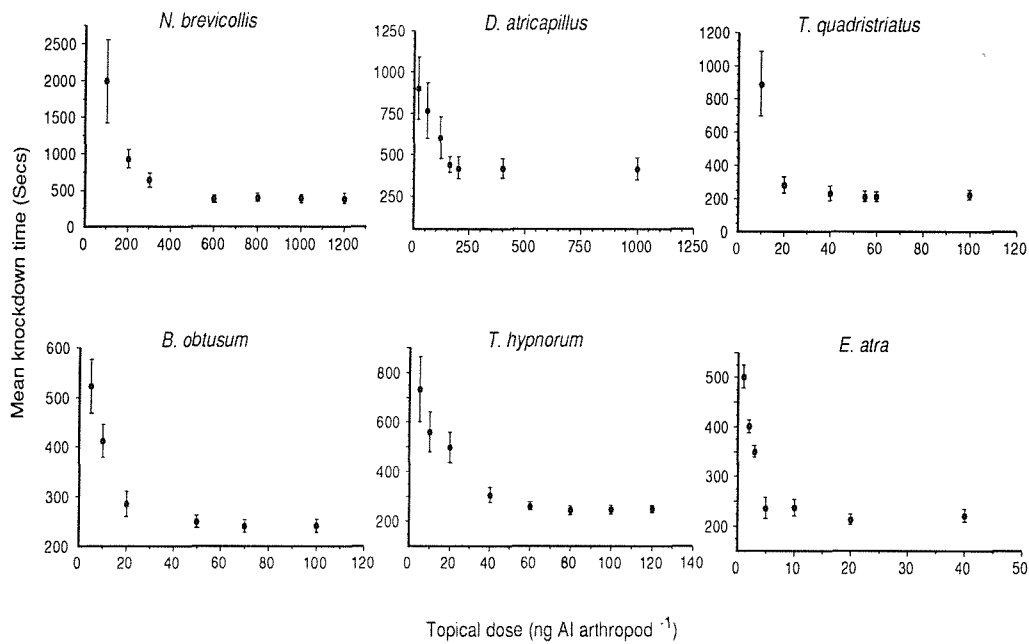 N. brevicollis
D. atricapillus
T. quadristriatus
2500
2000
1500
1000
500
0
0 200 400 600 800 1000 1200
1250
1000
750
500
250
0 250 500 750 1000 1250
1200
1000
800
600
400
200
0
0 20 40 60 80 100 120
Mean knockdown time (Secs)
B. obtusum
T. hypnorum
E. atra
600
500
400
300
200
0 20 40 60 80 100 120
800
600
400
200
0 20 40 60 80 100 120 140
500
400
300
200
0 10 20 30 40 50
Topical dose (ng AI arthropod -1)